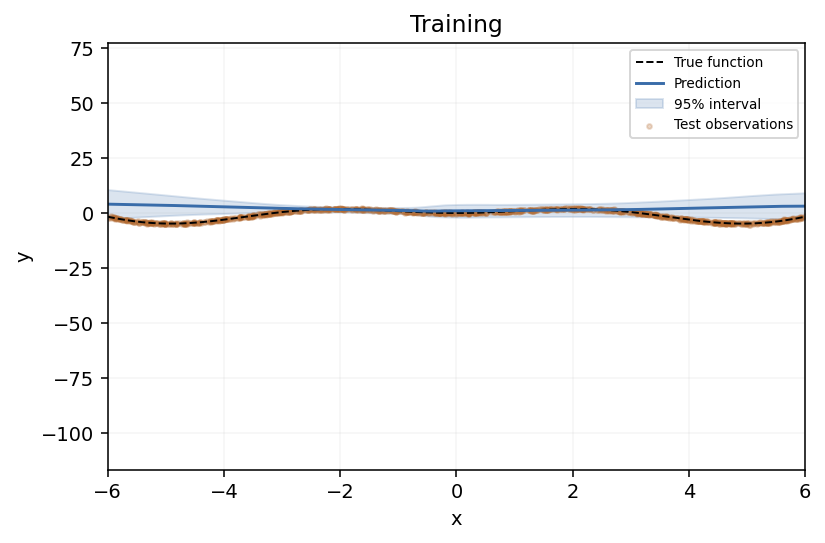 Training
True function
Prediction
95% interval
Test observations
75
50
25
0
−25
−50
−75
−100
y
−6 −4 −2 0 2 4 6
x